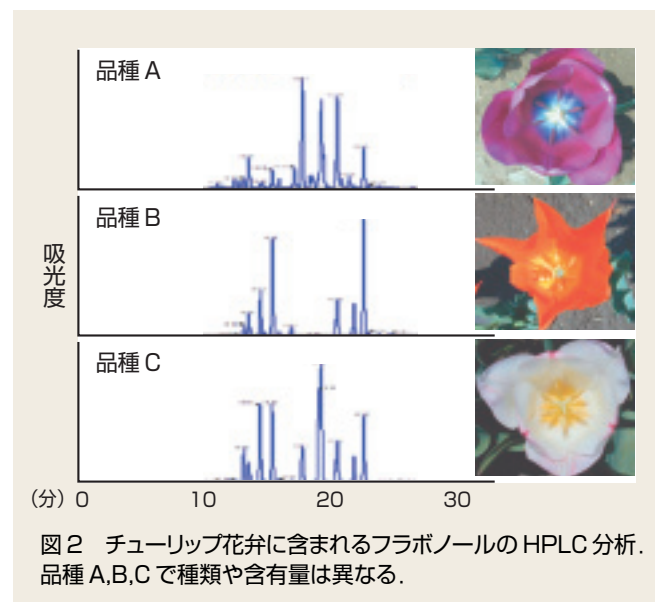 品種 A
品種 B
吸光度
品種 C
(分) 0 10 20 30
図2 チューリップ花弁に含まれるフラボノールの HPLC 分析.
品種 A,B,C で種類や含有量は異なる.